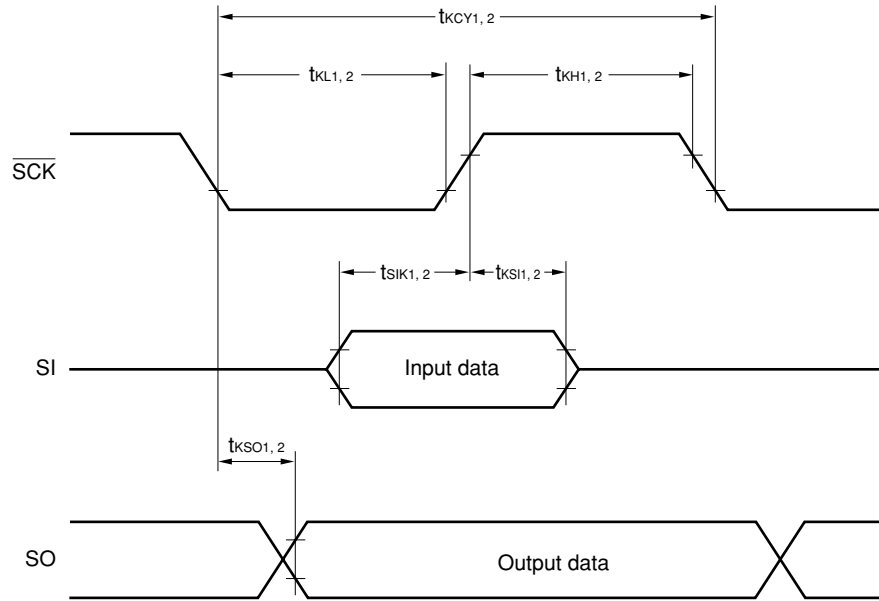 tKCY1, 2
tKL1, 2
tKH1, 2
SCK
tSIK1, 2
tKSI1, 2
SI
Input data
tKSO1, 2
SO
Output data